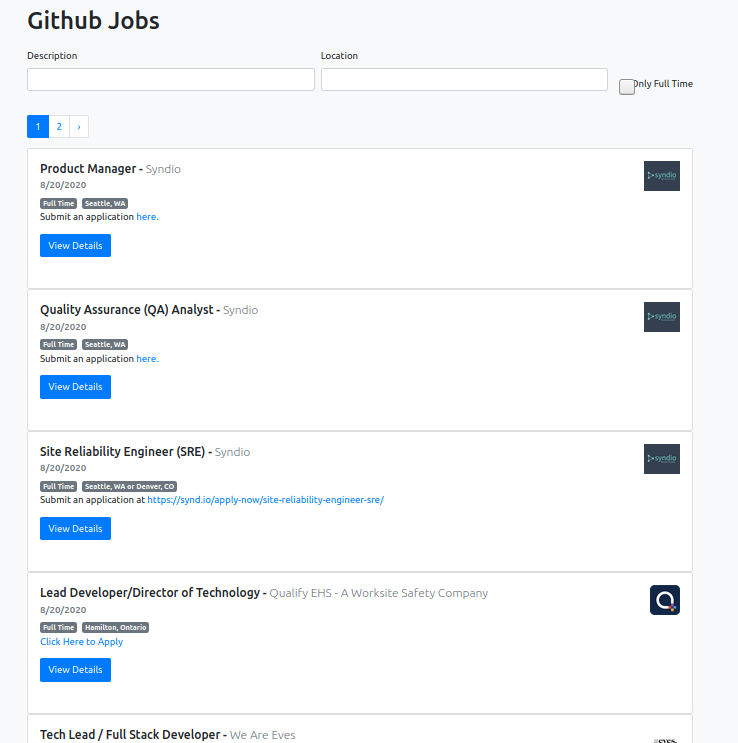 Github Jobs
Description
Location
Only Full Time
1 2 ›
Product Manager - Syndio
8/20/2020
Full Time Seattle, WA
Submit an application here.
View Details
syndio
Quality Assurance (QA) Analyst - Syndio
8/20/2020
Full Time Seattle, WA
Submit an application here.
View Details
syndio
Site Reliability Engineer (SRE) - Syndio
8/20/2020
Full Time Seattle, WA or Denver, CO
Submit an application at https://synd.io/apply-now/site-reliability-engineer-sre/
View Details
syndio
Lead Developer/Director of Technology - Qualify EHS - A Worksite Safety Company
8/20/2020
Full Time Hamilton, Ontario
Click Here to Apply
View Details
Tech Lead / Full Stack Developer - We Are Eves